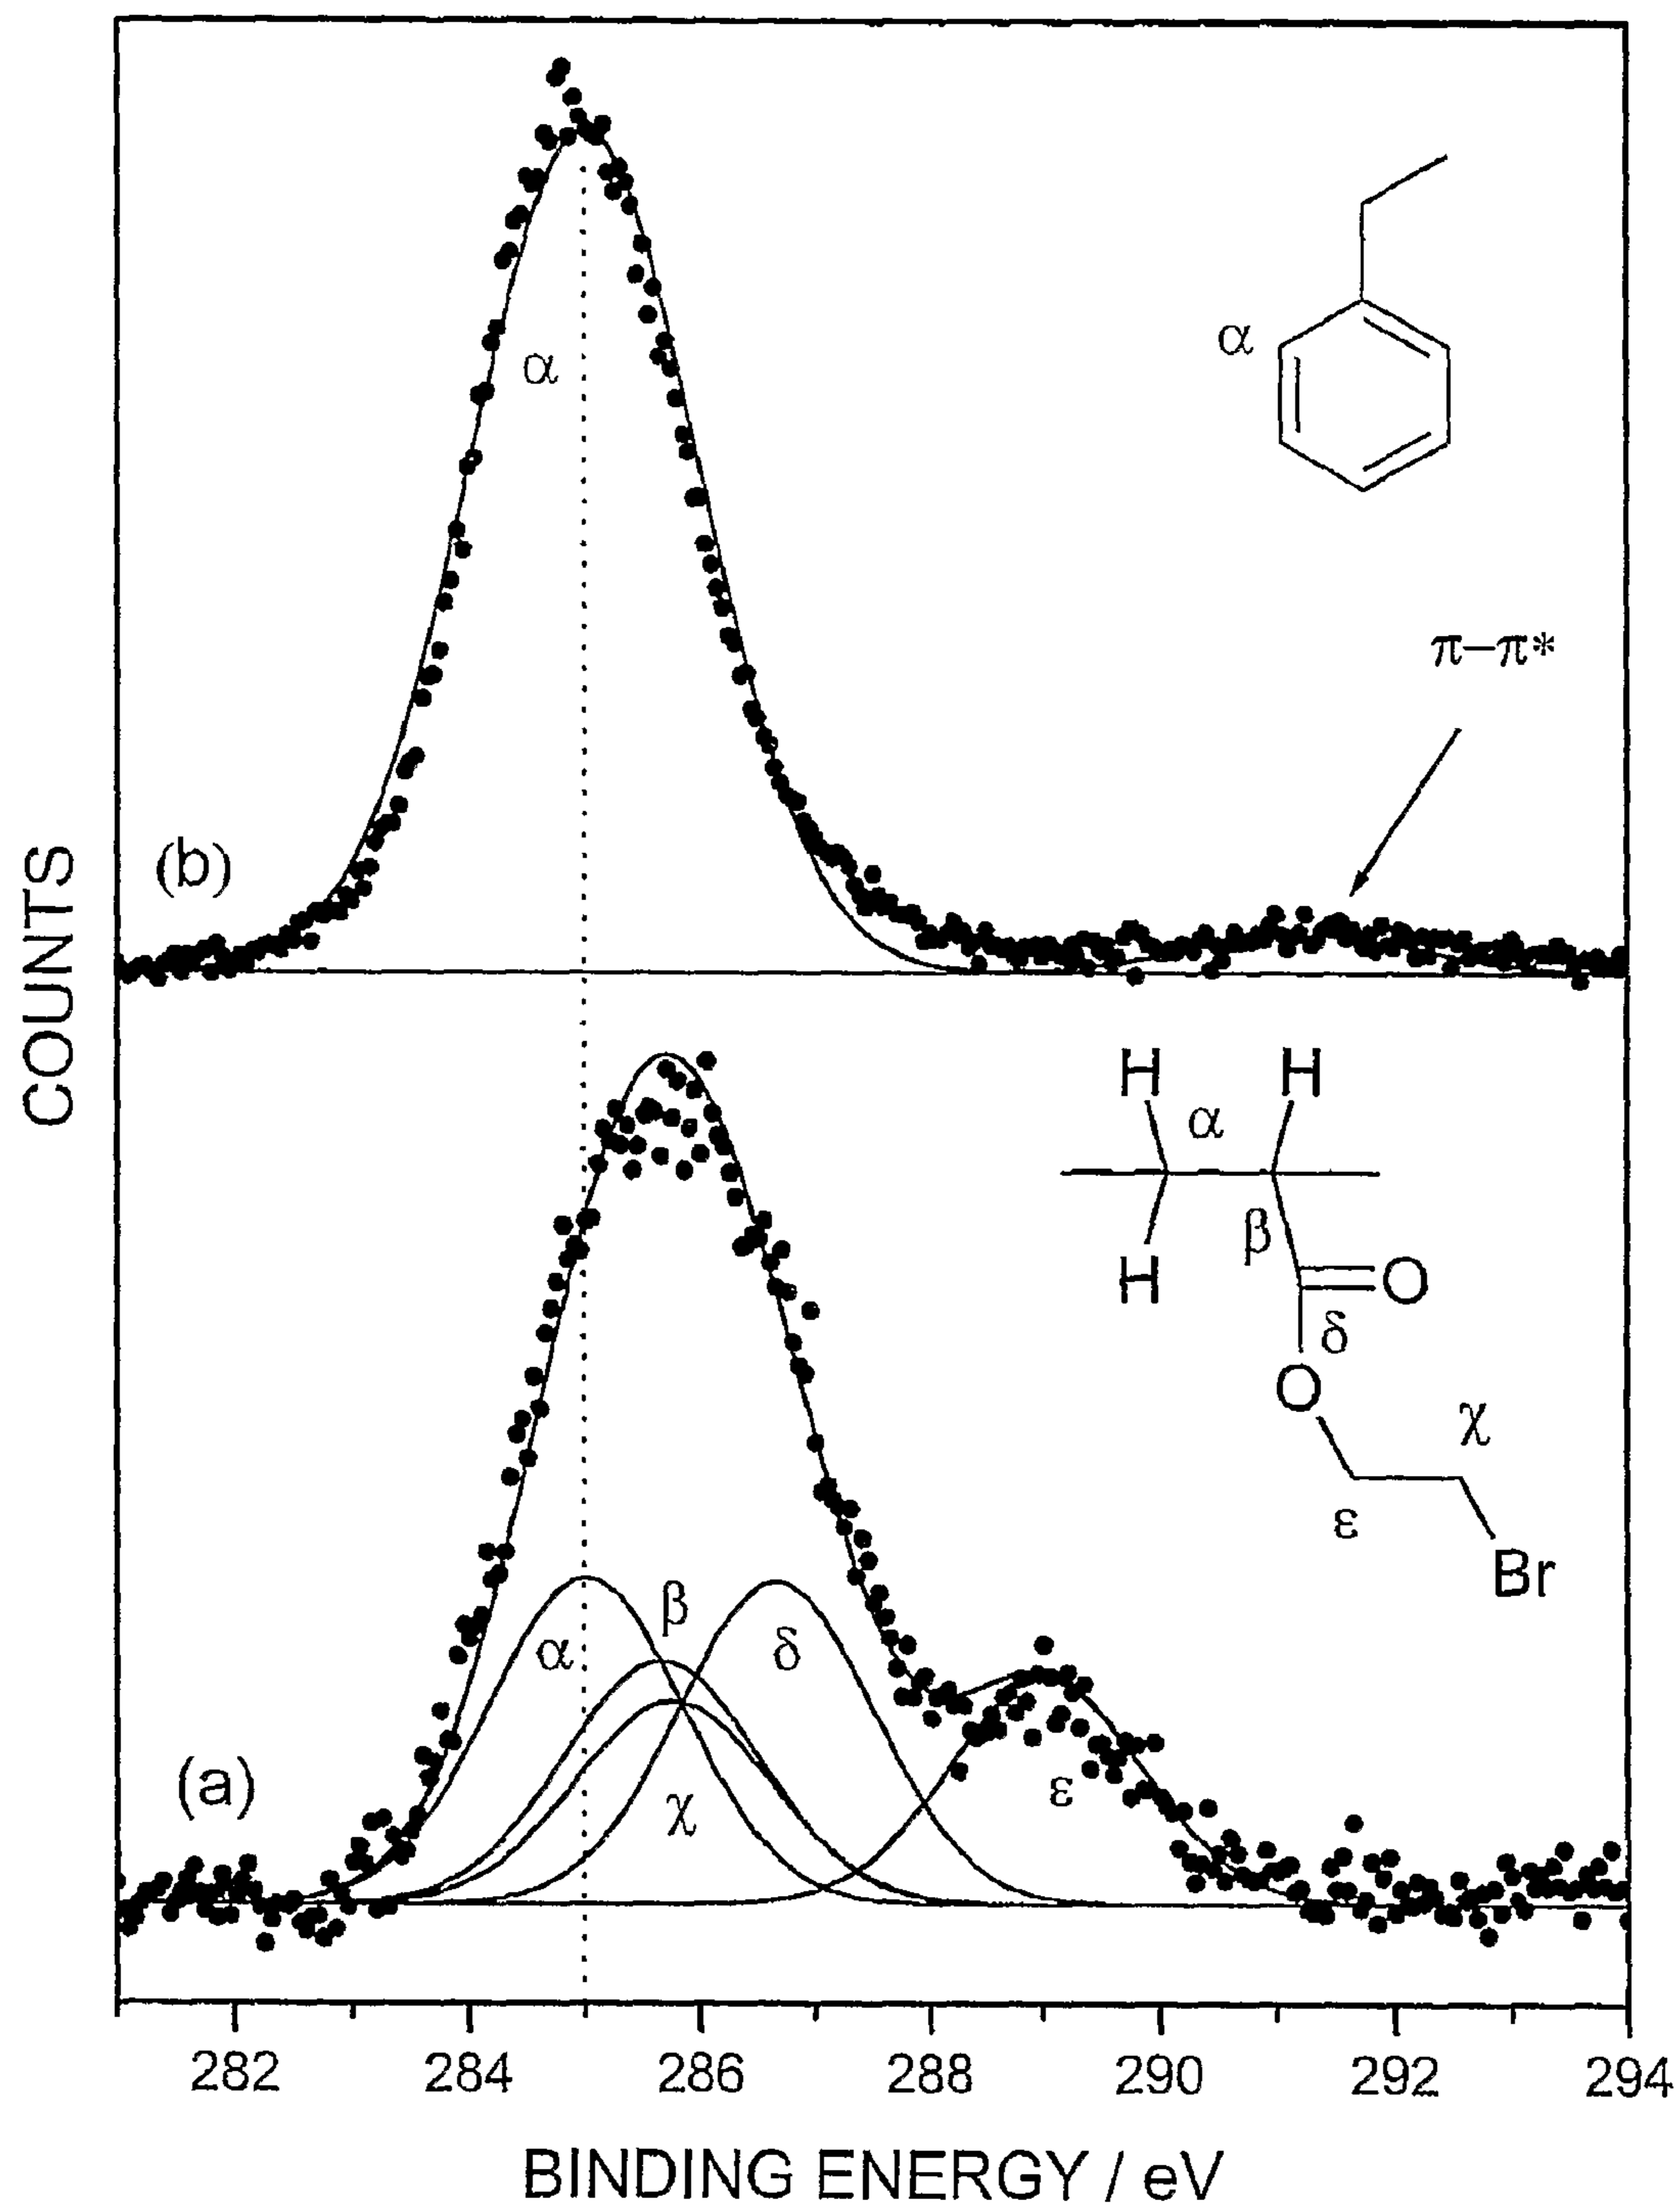 α
α
π–π*
(b)
COUNTS
H H
α
β
H
O
δ
O
χ
ε
Br
β
α
δ
χ
ε
(a)
282 284 286 288 290 292 294
BINDING ENERGY / eV